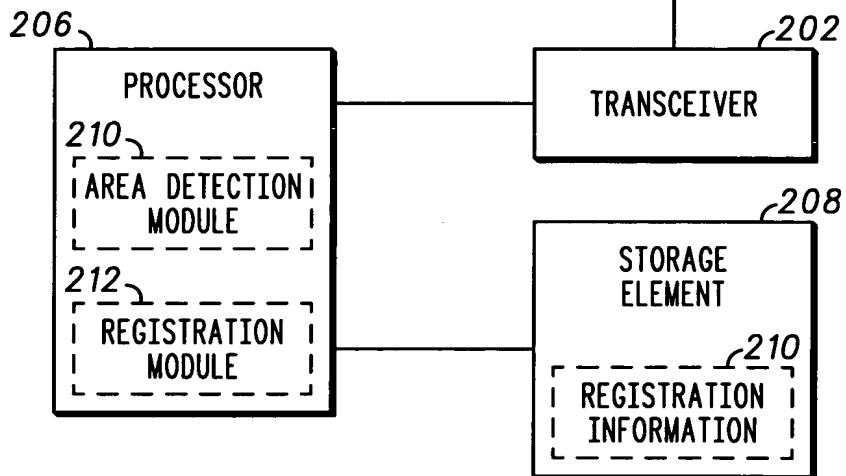 206
PROCESSOR
210
AREA DETECTION
MODULE
212
REGISTRATION
MODULE
202
TRANSCEIVER
208
STORAGE
ELEMENT
210
REGISTRATION
INFORMATION